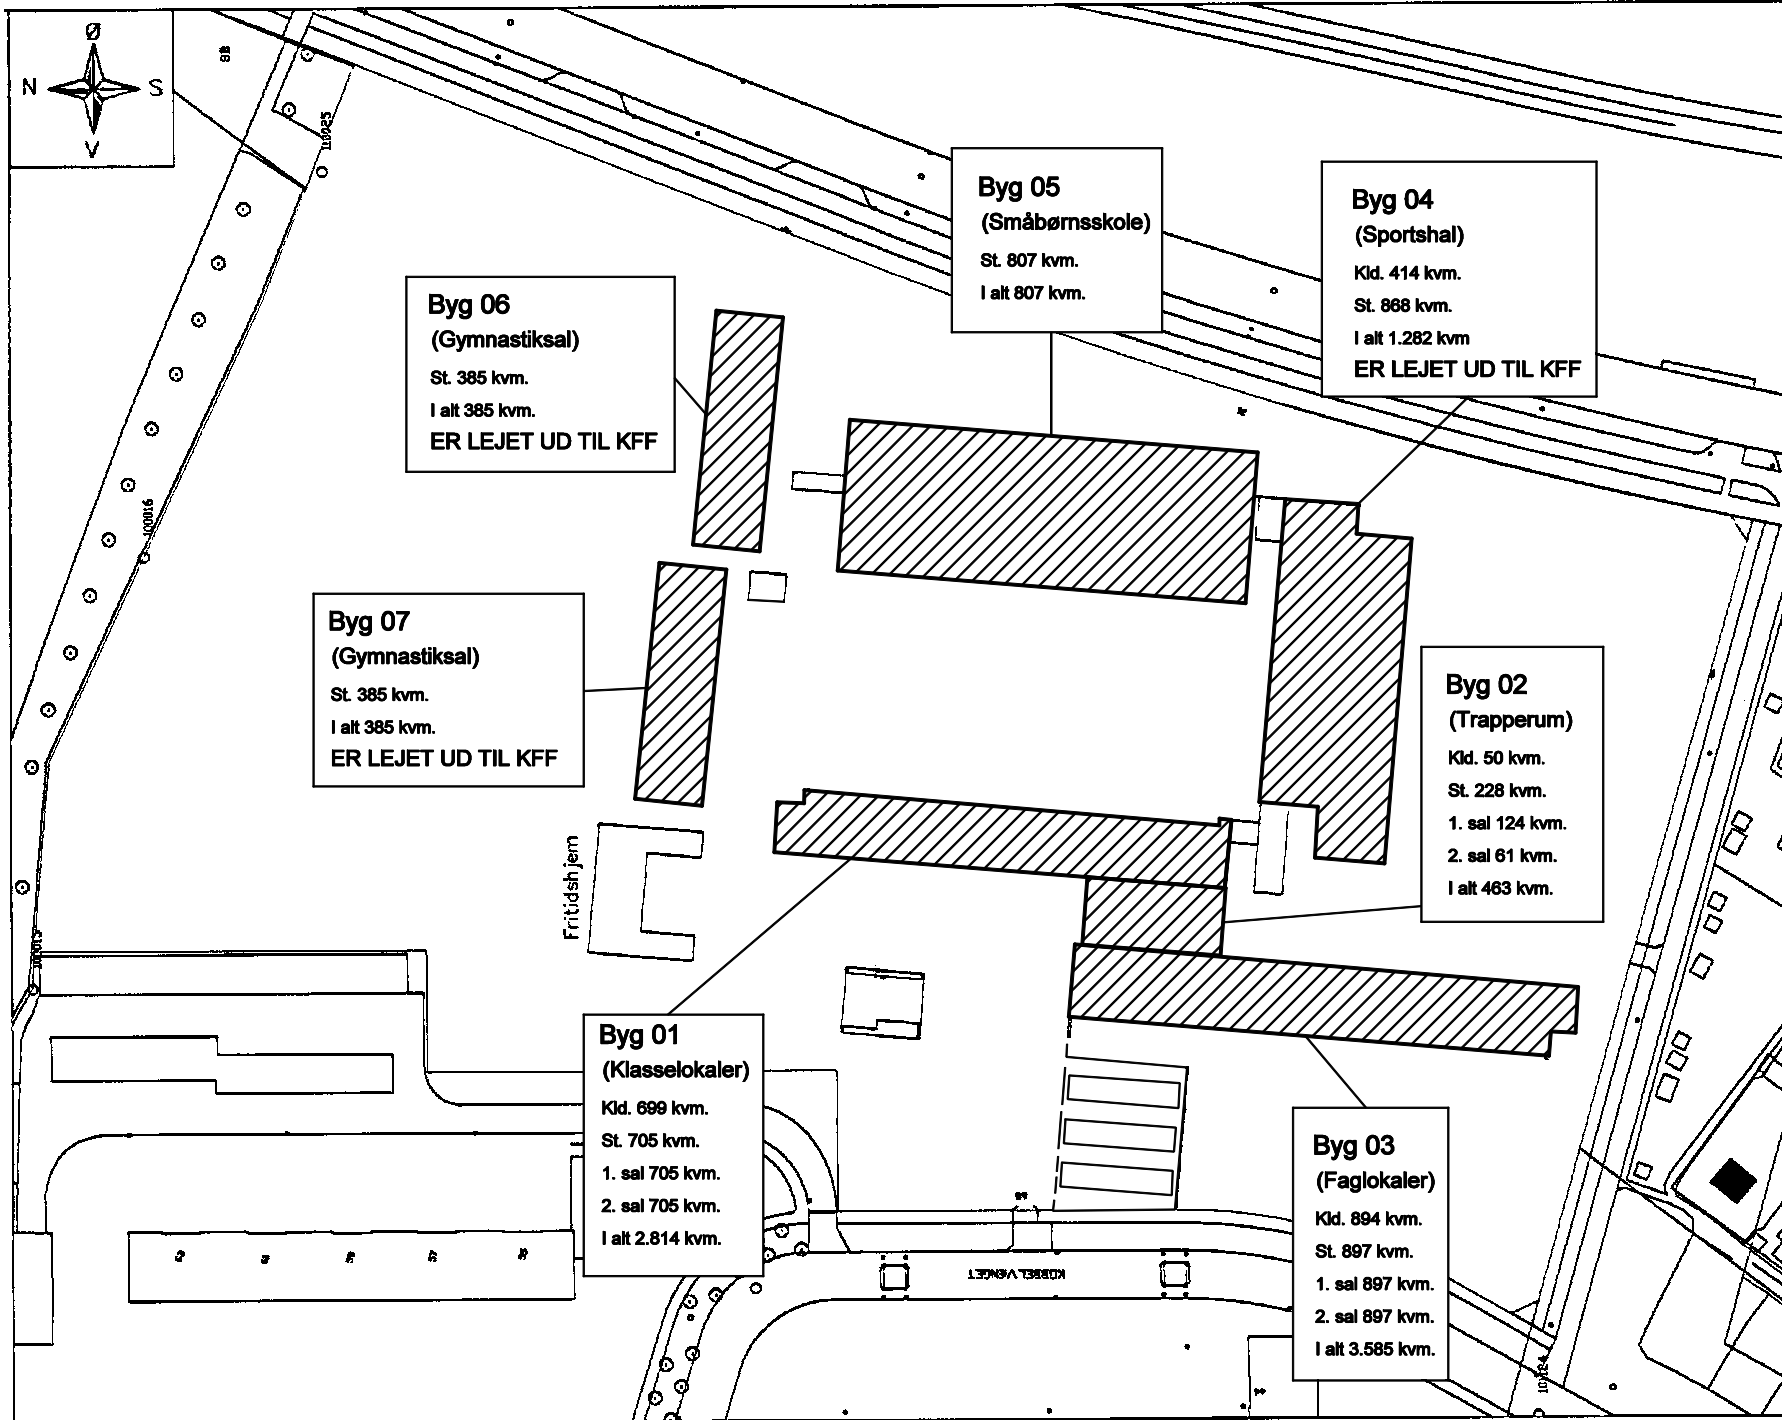 Ø
N
S
V
110025
Byg 05
(Småbørnsskole)
St. 807 kvm.
I alt 807 kvm.
Byg 04
(Sportshal)
Kld. 414 kvm.
St. 868 kvm.
I alt 1.282 kvm
ER LEJET UD TIL KFF
Byg 06
(Gymnastiksal)
St. 385 kvm.
I alt 385 kvm.
ER LEJET UD TIL KFF
100016
Byg 07
(Gymnastiksal)
St. 385 kvm.
I alt 385 kvm.
ER LEJET UD TIL KFF
Byg 02
(Trapperum)
Kld. 50 kvm.
St. 228 kvm.
1. sal 124 kvm.
2. sal 61 kvm.
I alt 463 kvm.
Fritidshjem
Byg 01
(Klasselokaler)
Kld. 699 kvm.
St. 705 kvm.
1. sal 705 kvm.
2. sal 705 kvm.
I alt 2.814 kvm.
Byg 03
(Faglokaler)
Kld. 894 kvm.
St. 897 kvm.
1. sal 897 kvm.
2. sal 897 kvm.
I alt 3.585 kvm.